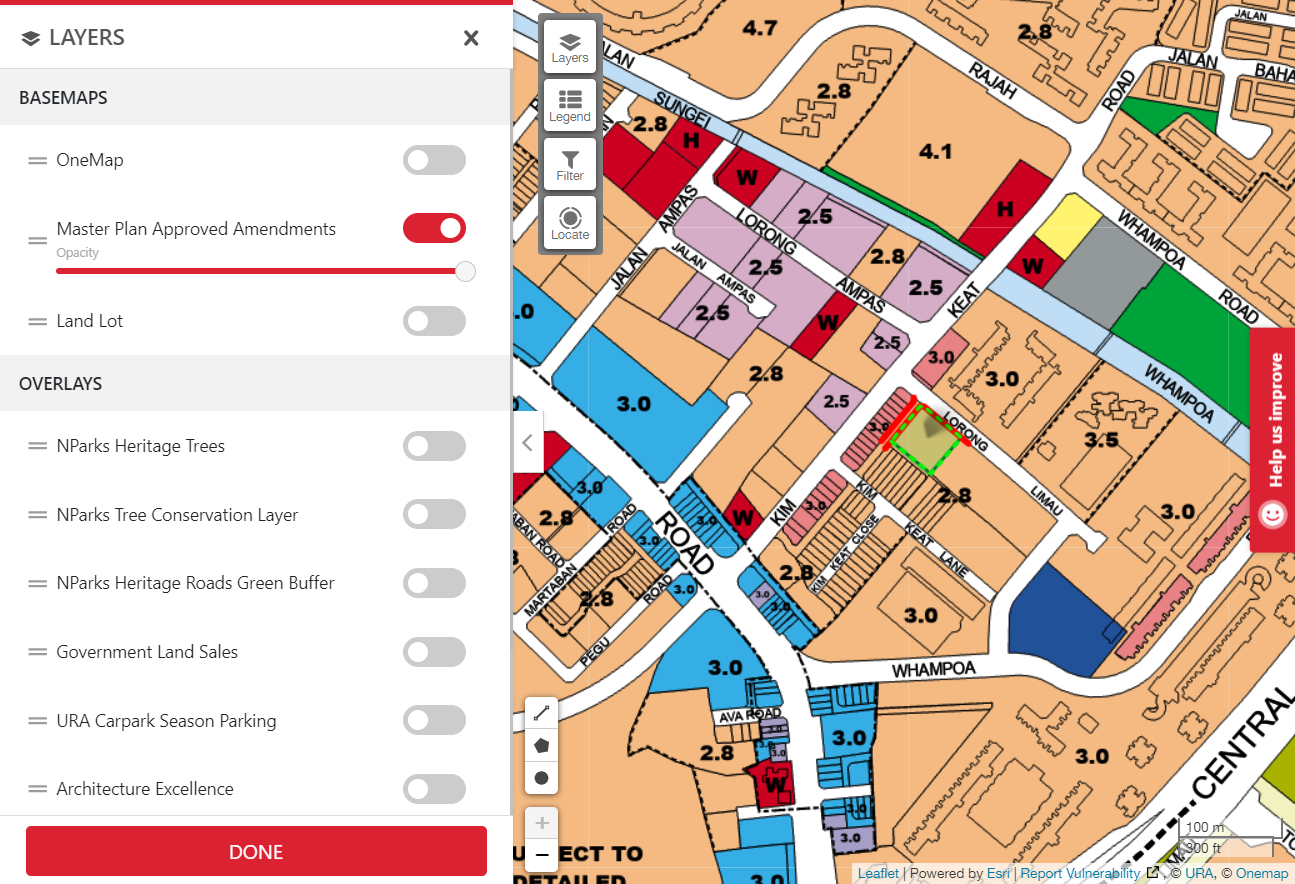 LAYERS
BASEMAPS
OneMap
Master Plan Approved Amendments
Opacity
Land Lot
OVERLAYS
NParks Heritage Trees
NParks Tree Conservation Layer
NParks Heritage Roads Green Buffer
Government Land Sales
URA Carpark Season Parking
Architecture Excellence
DONE
Layers
Legend
Filter
Locate
4.7
2.8
JALAN
JALAN
BAHA
ROAD
RAJAH
2.8
SUNGEI
2.8
H
4.1
W
H
AMPAS
LORONG
2.5
WHAMPOA
ROAD
2.8
W
JALAN
JALAN
AMPAS
2.5
AMPAS
2.5
KEAT
2.5
W
2.5
3.0
2.8
3.0
WHAMPOA
.0
3.0
2.5
LORONG
3.0
3.5
Help us improve
3.0
2.8
LIMAU
3.0
2.8
ROAD
3.0
W
KIM
3.0
KIM
KEAT
LANE
KIM KEAT CLOSE
ROAD
3.0
MARTABAN
2.8
ROAD
3.0
2.8
3.0
3.0
3.0
PEGU
WHAMPOA
3.0
AVA ROAD
2.8
3.0
3.0
3.0
W
3.0
3.0
3.0
3.0
CENTRAL
ECT TO
DETAILED
3.0
100 m
300 ft
Leaflet | Powered by Esri | Report Vulnerability , © URA, © Onemap